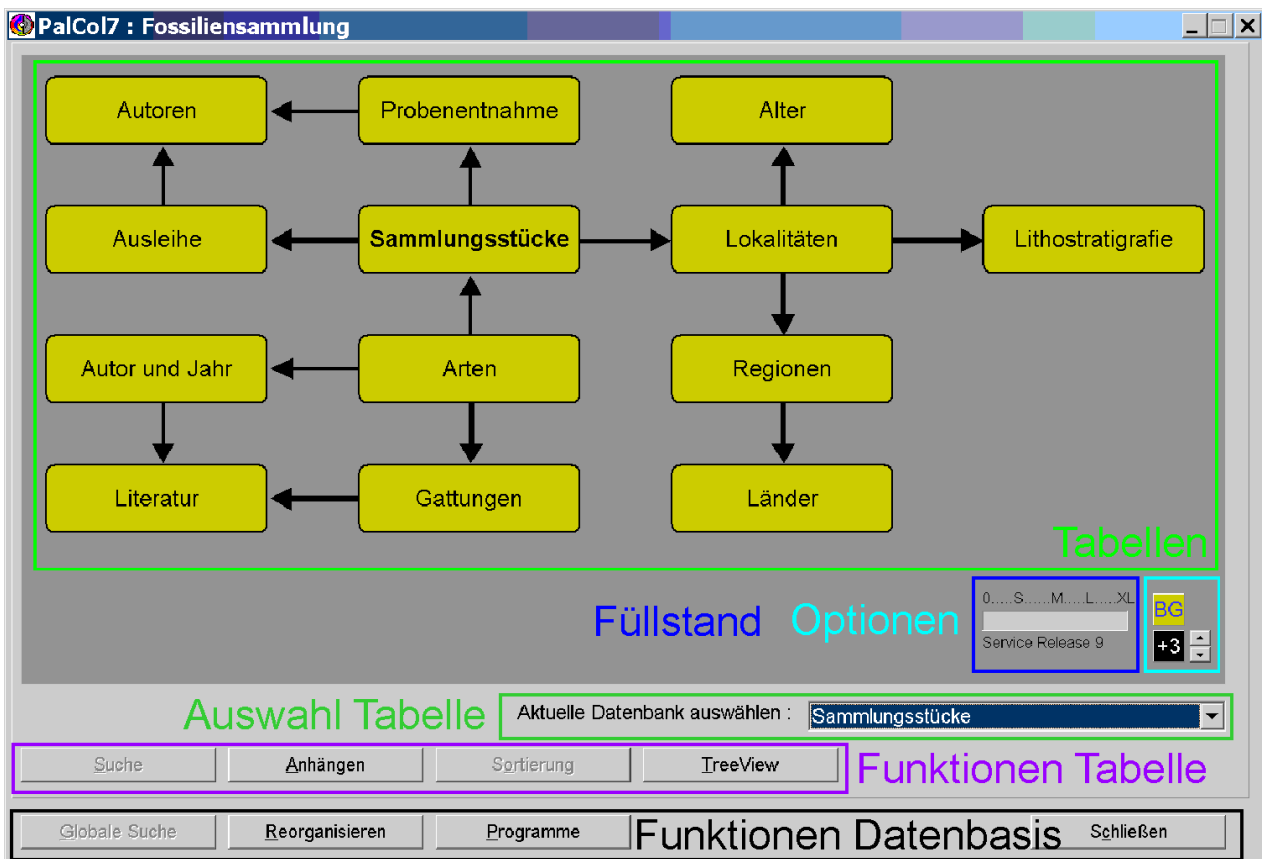 PalCol7 : Fossiliensammlung
Autoren
Probenentnahme
Alter
Ausleihe
Sammlungsstücke
Lokalitäten
Lithostratigrafie
Autor und Jahr
Arten
Regionen
Literatur
Gattungen
Länder
Tabellen
Füllstand
Optionen
0.....S......M.....L.....XL
Service Release 9
BG
+3
Auswahl Tabelle
Aktuelle Datenbank auswählen :
Sammlungsstücke
Suche
Anhängen
Sortierung
TreeView
Funktionen Tabelle
Globale Suche
Reorganisieren
Programme
Funktionen Datenbasis
Schließen